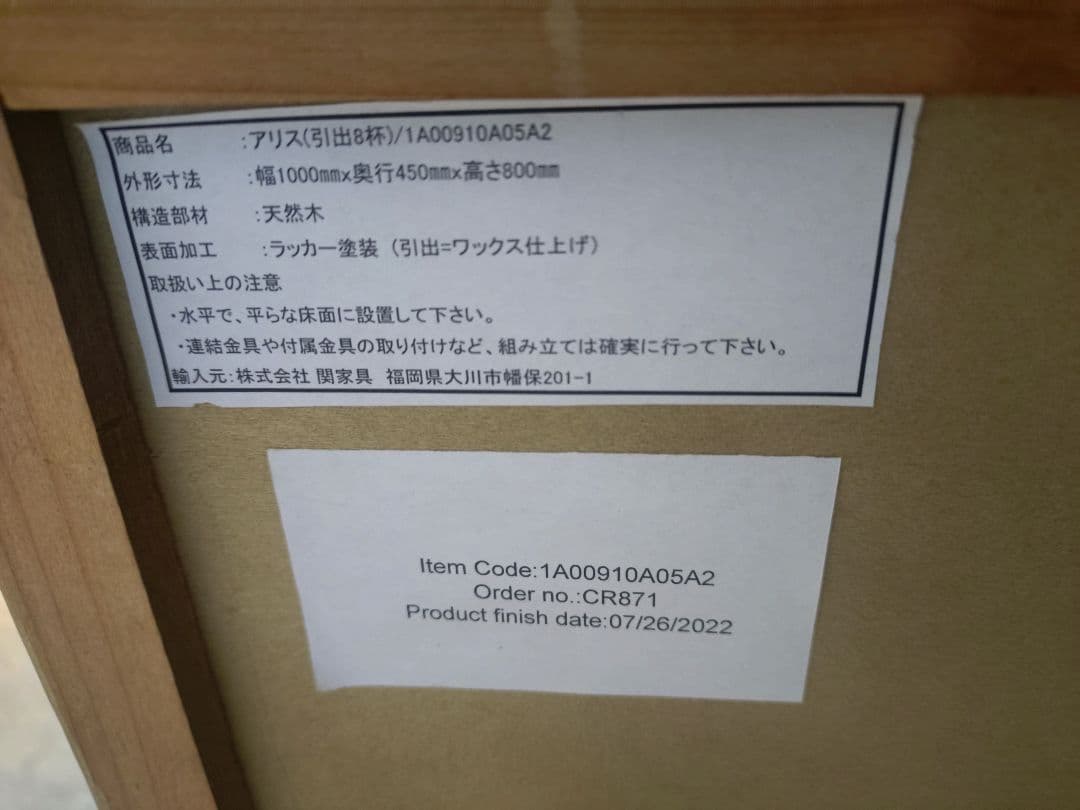 商品名 :アリス(引出8杯)/1A00910A05A2
外形寸法 :幅1000㎜x奥行450㎜x高さ800㎜
構造部材 :天然木
表面加工 :ラッカー塗装（引出=ワックス仕上げ）
取扱い上の注意
・水平で、平らな床面に設置して下さい。
・連結金具や付属金具の取り付けなど、組み立ては確実に行って下さい。
輸入元:株式会社 関家具 福岡県大川市幡保201-1
Item Code:1A00910A05A2
Order no.:CR871
Product finish date:07/26/2022